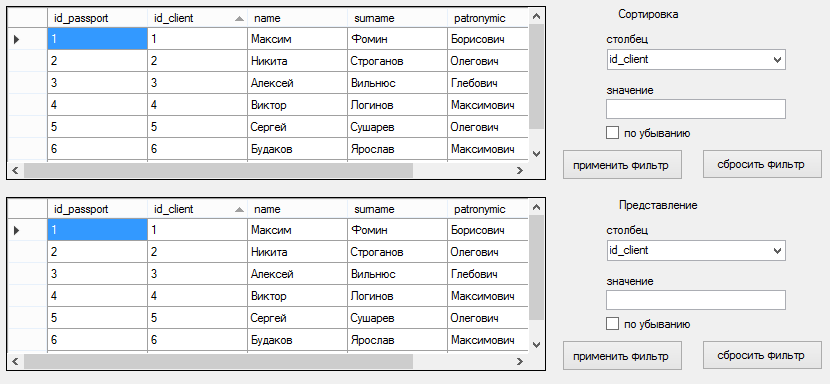 id_passport id_client name surname patronymic
1 1 Максим Фомин Борисович
2 2 Никита Строганов Олегович
3 3 Алексей Вильнюс Глебович
4 4 Виктор Логинов Максимович
5 5 Сергей Сушарев Олегович
6 6 Будаков Ярослав Максимович
Сортировка
столбец
id_client
значение
по убыванию
применить фильтр сбросить фильтр
id_passport id_client name surname patronymic
1 1 Максим Фомин Борисович
2 2 Никита Строганов Олегович
3 3 Алексей Вильнюс Глебович
4 4 Виктор Логинов Максимович
5 5 Сергей Сушарев Олегович
6 6 Будаков Ярослав Максимович
Представление
столбец
id_client
значение
по убыванию
применить фильтр сбросить фильтр